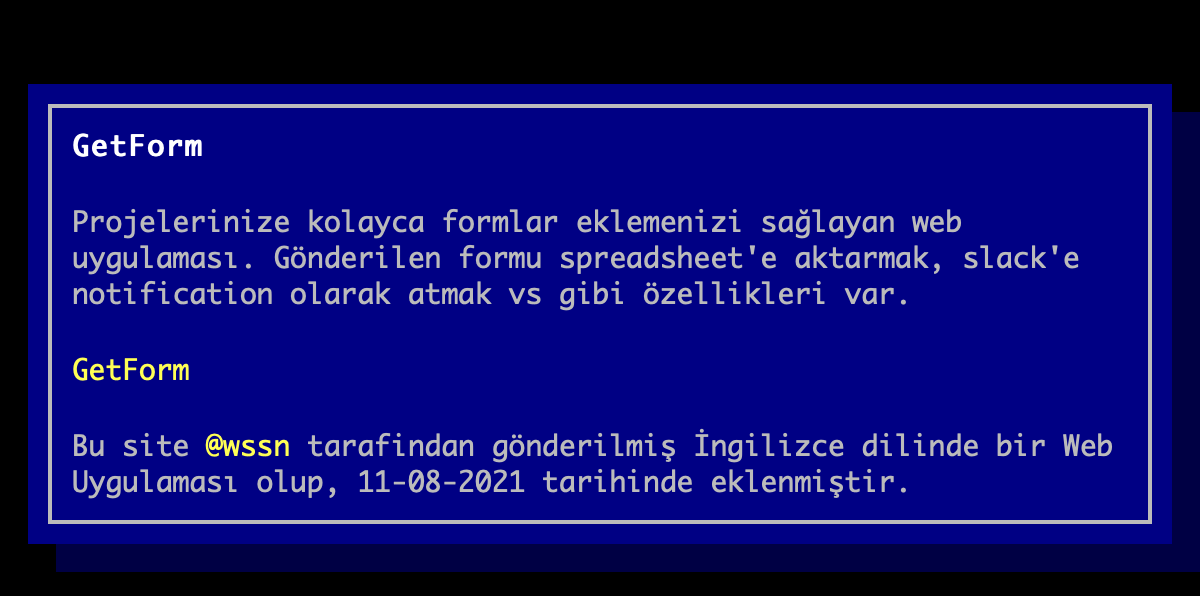 GetForm
Projelerinize kolayca formlar eklemenizi sağlayan web
uygulaması. Gönderilen formu spreadsheet'e aktarmak, slack'e
notification olarak atmak vs gibi özellikleri var.
GetForm
Bu site @wssn tarafindan gönderilmiş İngilizce dilinde bir Web
Uygulaması olup, 11-08-2021 tarihinde eklenmiştir.